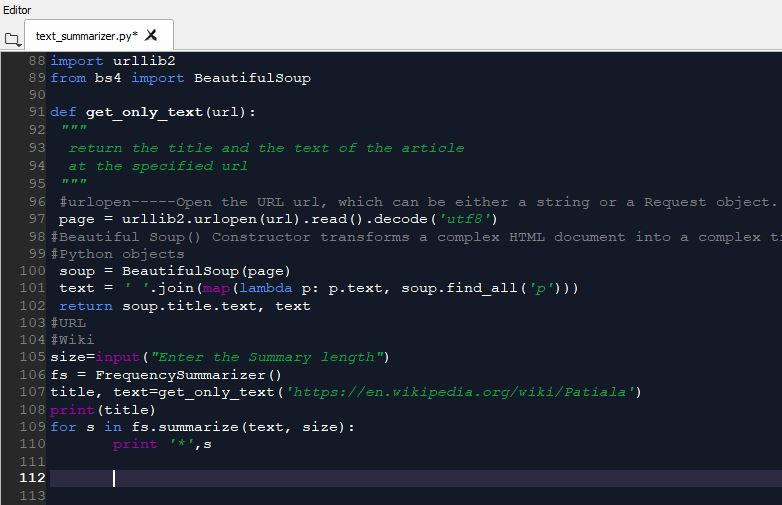 Editor
text_summarizer.py* X
88 import urllib2
89 from bs4 import BeautifulSoup
90
91 def get_only_text(url):
92 """
93 return the title and the text of the article
94 at the specified url
95 """
96 #urlopen-----Open the URL url, which can be either a string or a Request object.
97 page = urllib2.urlopen(url).read().decode('utf8')
98 #Beautiful Soup() Constructor transforms a complex HTML document into a complex
99 #Python objects
100 soup = BeautifulSoup(page)
101 text = ' '.join(map(lambda p: p.text, soup.find_all('p')))
102 return soup.title.text, text
103 #URL
104 #Wiki
105 size=input("Enter the Summary length")
106 fs = FrequencySummarizer()
107 title, text=get_only_text('https://en.wikipedia.org/wiki/Patiala')
108 print(title)
109 for s in fs.summarize(text, size):
110 print '*',s
111
112
113